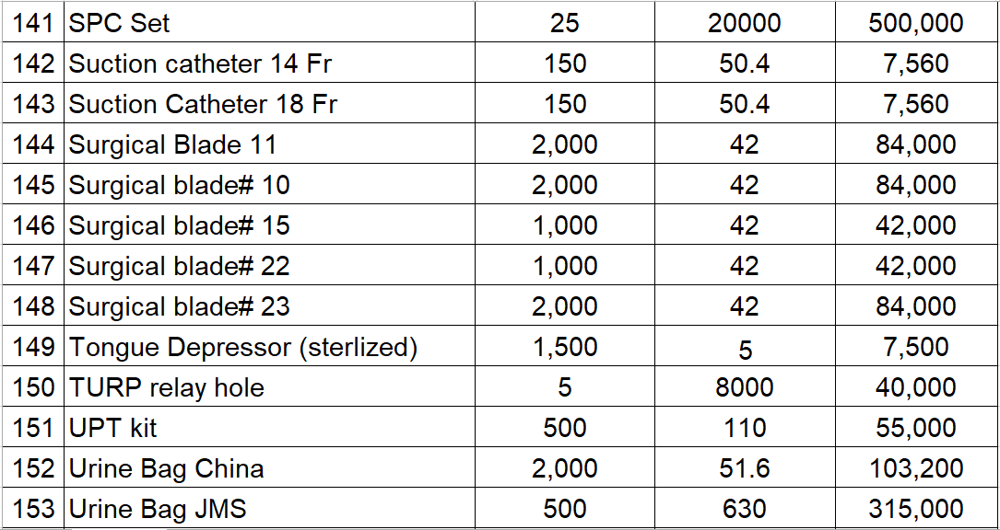 141 SPC Set 25 20000 500,000
142 Suction catheter 14 Fr 150 50.4 7,560
143 Suction Catheter 18 Fr 150 50.4 7,560
144 Surgical Blade 11 2,000 42 84,000
145 Surgical blade# 10 2,000 42 84,000
146 Surgical blade# 15 1,000 42 42,000
147 Surgical blade# 22 1,000 42 42,000
148 Surgical blade# 23 2,000 42 84,000
149 Tongue Depressor (sterlized) 1,500 5 7,500
150 TURP relay hole 5 8000 40,000
151 UPT kit 500 110 55,000
152 Urine Bag China 2,000 51.6 103,200
153 Urine Bag JMS 500 630 315,000